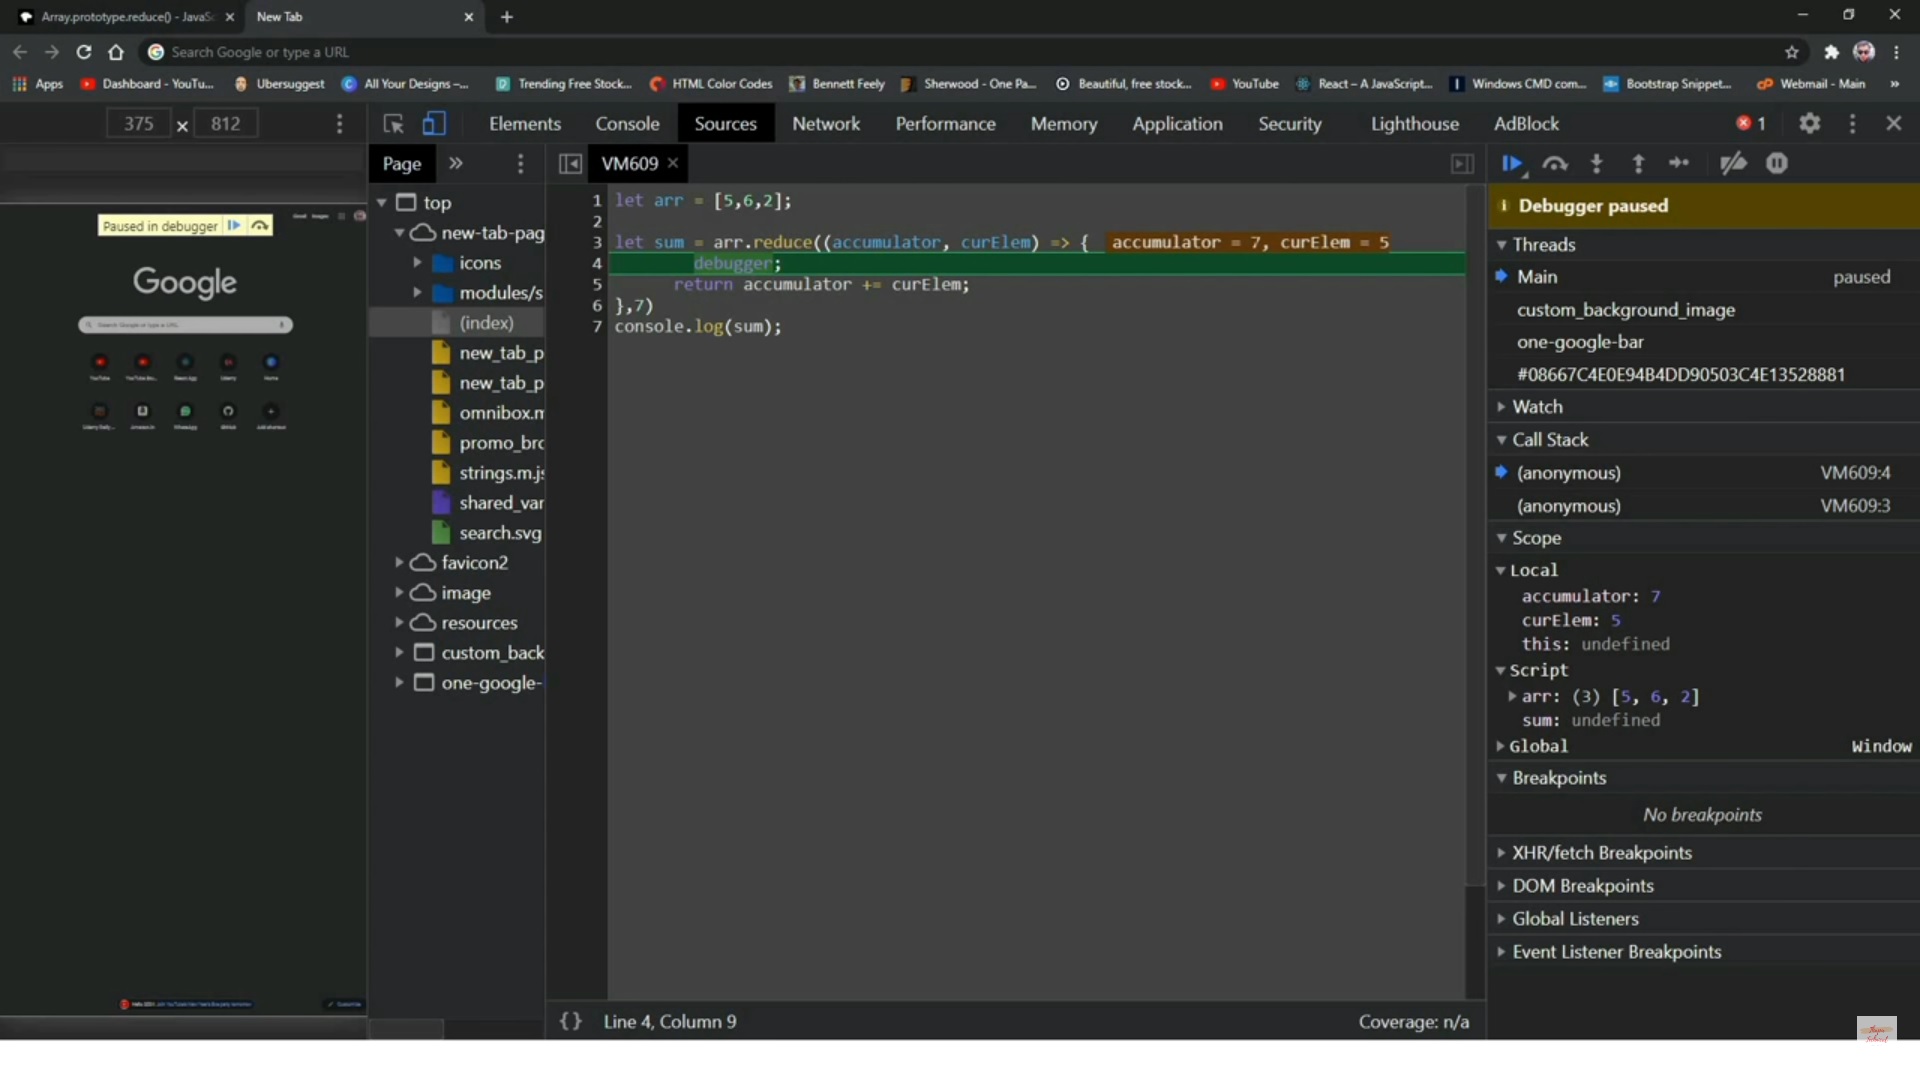 Array.prototype.reduce() - JavaSc
New Tab
Search Google or type a URL
Apps
Dashboard - YouTu...
Ubersuggest
All Your Designs –...
Trending Free Stock...
HTML Color Codes
Bennett Feely
Sherwood - One Pa...
Beautiful, free stock...
YouTube
React – A JavaScript...
Windows CMD com...
Bootstrap Snippet...
Webmail - Main
»
375 x 812
Elements Console Sources Network Performance Memory Application Security Lighthouse AdBlock
1
Page »
VM609
Paused in debugger
Google
Search Google or type a URL
top
new-tab-pag
icons
modules/s
(index)
new_tab_p
new_tab_p
omnibox.m
promo_bro
strings.m.js
shared_var
search.svg
favicon2
image
resources
custom_back
one-google-
1 let arr = [5,6,2];
2
3 let sum = arr.reduce((accumulator, curElem) => { accumulator = 7, curElem = 5
4 debugger;
5 return accumulator += curElem;
6 },7)
7 console.log(sum);
{} Line 4, Column 9
Coverage: n/a
Debugger paused
Threads
Main paused
custom_background_image
one-google-bar
#08667C4E0E94B4DD90503C4E13528881
Watch
Call Stack
(anonymous) VM609:4
(anonymous) VM609:3
Scope
Local
accumulator: 7
curElem: 5
this: undefined
Script
arr: (3) [5, 6, 2]
sum: undefined
Global Window
Breakpoints
No breakpoints
XHR/fetch Breakpoints
DOM Breakpoints
Global Listeners
Event Listener Breakpoints